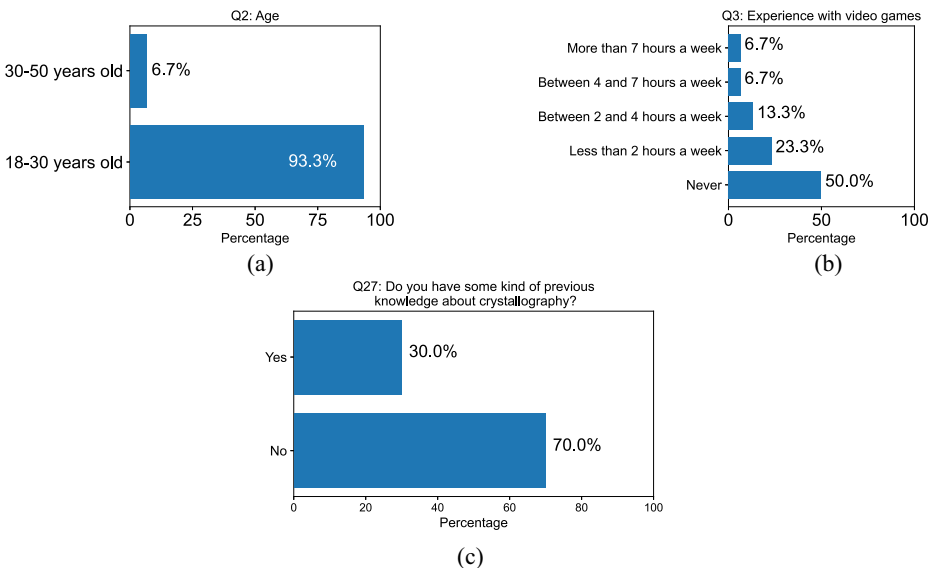 Q2: Age
30-50 years old
6.7%
18-30 years old
93.3%
0 25 50 75 100
Percentage
(a)
Q3: Experience with video games
More than 7 hours a week
6.7%
Between 4 and 7 hours a week
6.7%
Between 2 and 4 hours a week
13.3%
Less than 2 hours a week
23.3%
Never
50.0%
0 50 100
Percentage
(b)
Q27: Do you have some kind of previous
knowledge about crystallography?
Yes
30.0%
No
70.0%
0 20 40 60 80 100
Percentage
(c)